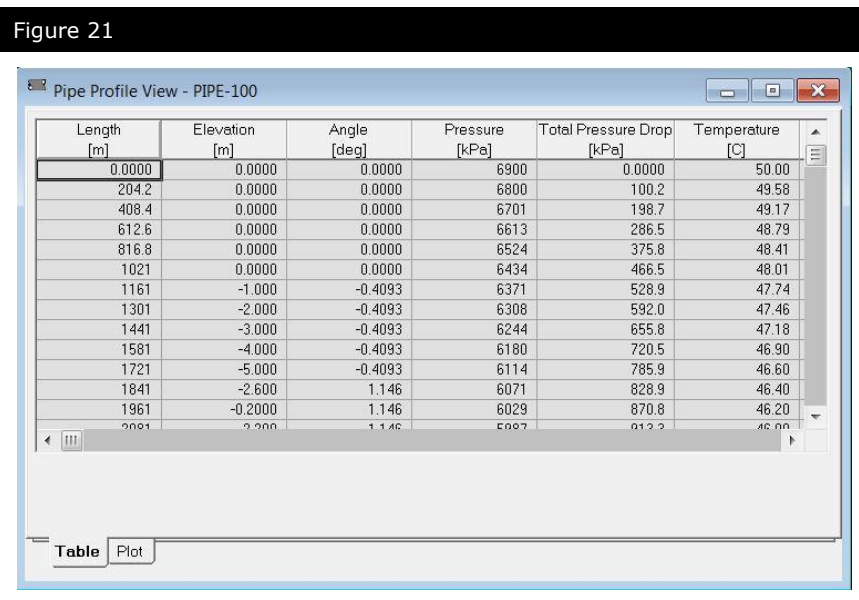 Figure 21
Pipe Profile View - PIPE-100
Length Elevation Angle Pressure Total Pressure Drop Temperature
[m] [m] [deg] [kPa] [kPa] [C]
0.0000 0.0000 0.0000 6900 0.0000 50.00
204.2 0.0000 0.0000 6800 100.2 49.58
408.4 0.0000 0.0000 6701 198.7 49.17
612.6 0.0000 0.0000 6613 286.5 48.79
816.8 0.0000 0.0000 6524 375.8 48.41
1021 0.0000 0.0000 6434 466.5 48.01
1161 -1.000 -0.4093 6371 528.9 47.74
1301 -2.000 -0.4093 6308 592.0 47.46
1441 -3.000 -0.4093 6244 655.8 47.18
1581 -4.000 -0.4093 6180 720.5 46.90
1721 -5.000 -0.4093 6114 785.9 46.60
1841 -2.600 1.146 6071 828.9 46.40
1961 -0.2000 1.146 6029 870.8 46.20
Table Plot